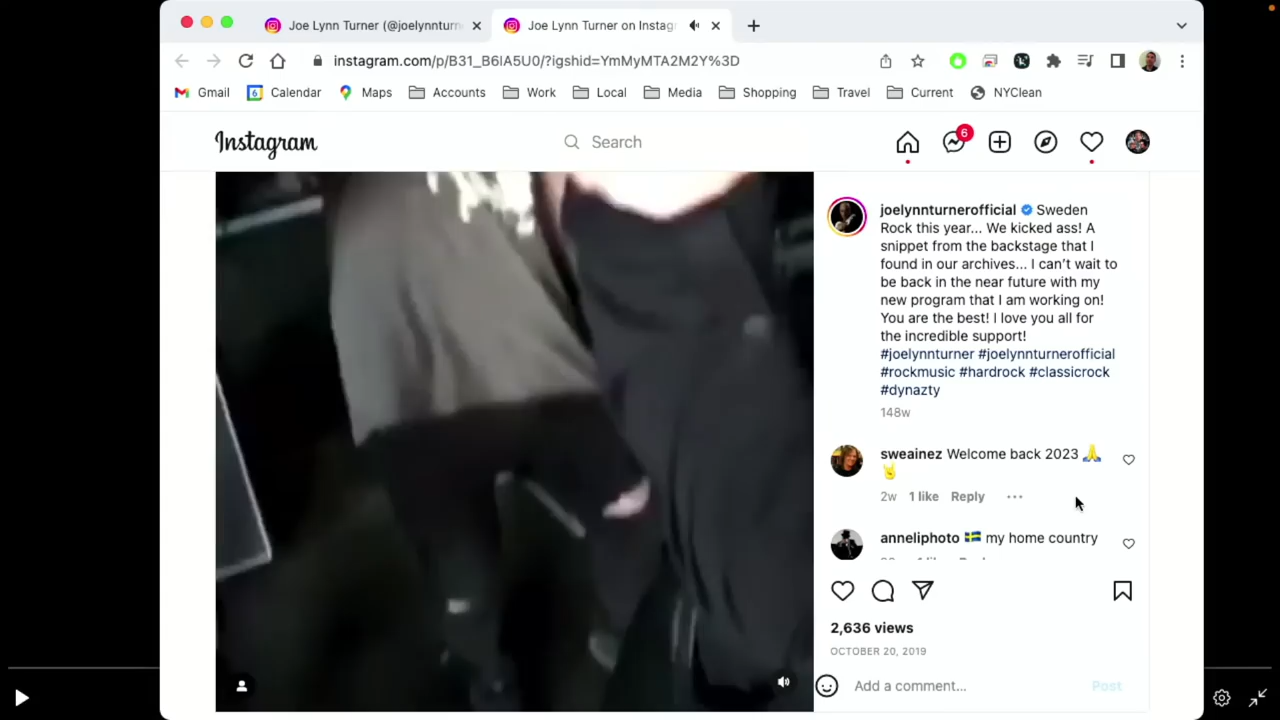 Joe Lynn Turner (@joelynnturn
Joe Lynn Turner on Instagr
instagram.com/p/B31_B6IA5U0/?igshid=YmMyMTA2M2Y%3D
Gmail
6
Calendar
Maps
Accounts
Work
Local
Media
Shopping
Travel
Current
NYClean
Instagram
Search
6
joelynnturnerofficial Sweden
Rock this year... We kicked ass! A
snippet from the backstage that I
found in our archives... I can't wait to
be back in the near future with my
new program that I am working on!
You are the best! I love you all for
the incredible support!
#joelynnturner #joelynnturnerofficial
#rockmusic #hardrock #classicrock
#dynazty
148w
sweainez Welcome back 2023 🙏
🤘
2w 1 like Reply ...
anneliphoto 🇸🇪 my home country
2,636 views
OCTOBER 20, 2019
Add a comment...
Post